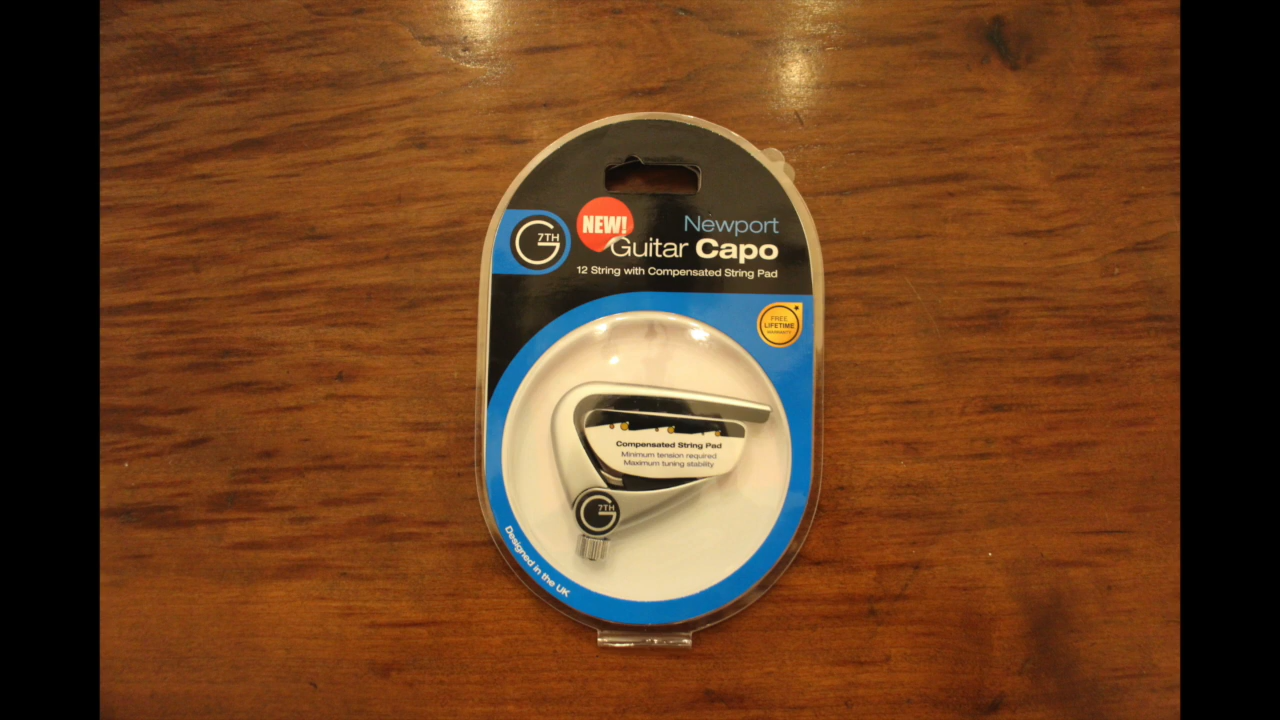 NEW!
Newport
G 7TH
Guitar Capo
12 String with Compensated String Pad
FREE
LIFETIME
WARRANTY
Compensated String Pad
Minimum tension required
Maximum tuning stability
G 7TH
Designed in the UK